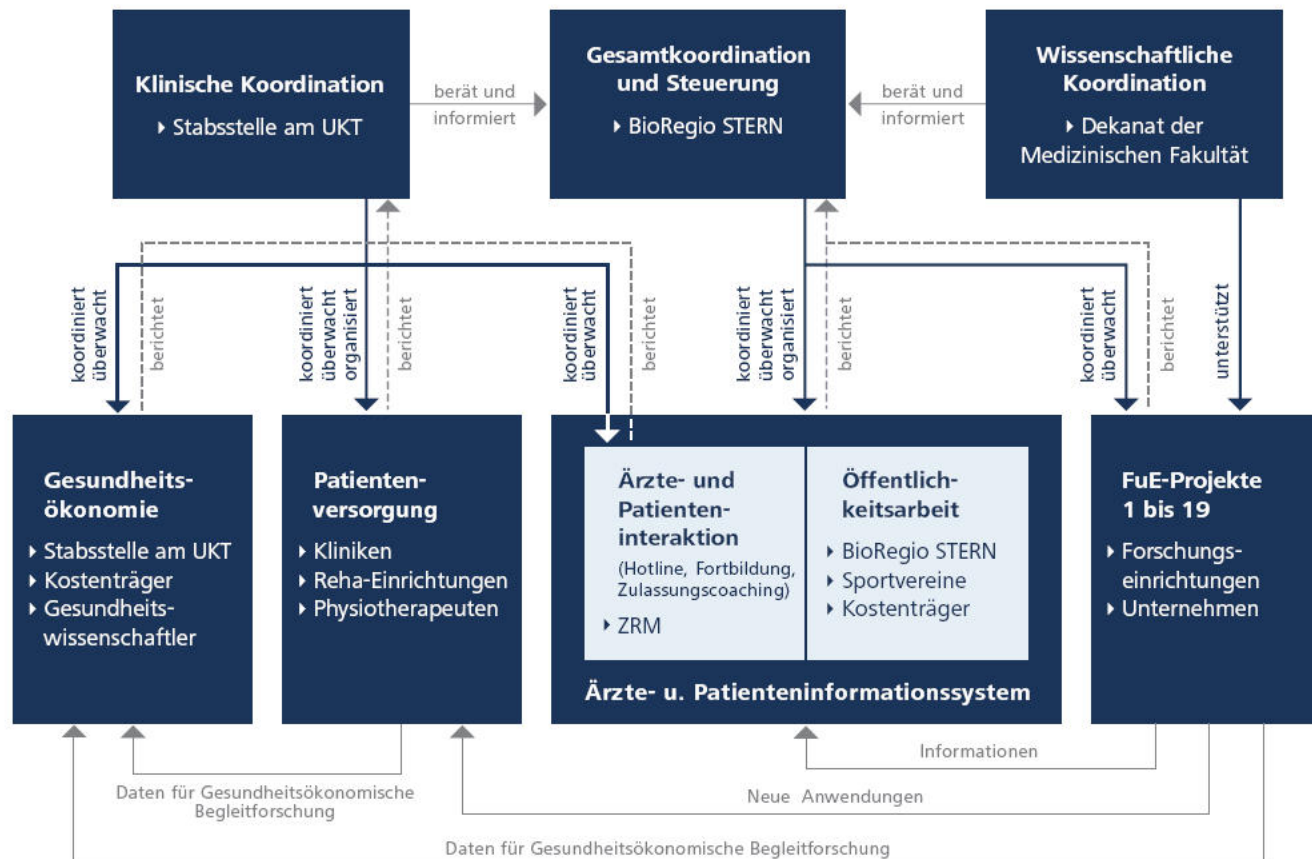 Klinische Koordination
▸ Stabsstelle am UKT
berät und
informiert
Gesamtkoordination
und Steuerung
▸ BioRegio STERN
berät und
informiert
Wissenschaftliche
Koordination
▸ Dekanat der
Medizinischen Fakultät
koordiniert
überwacht
berichtet
koordiniert
überwacht
organisiert
berichtet
koordiniert
überwacht
berichtet
koordiniert
überwacht
organisiert
berichtet
koordiniert
überwacht
berichtet
unterstützt
Gesundheits-
ökonomie
▸ Stabsstelle am UKT
▸ Kostenträger
▸ Gesundheits-
wissenschaftler
Patienten-
versorgung
▸ Kliniken
▸ Reha-Einrichtungen
▸ Physiotherapeuten
Ärzte- und
Patienten-
interaktion
(Hotline, Fortbildung,
Zulassungscoaching)
▸ ZRM
Öffentlich-
keitsarbeit
▸ BioRegio STERN
▸ Sportvereine
▸ Kostenträger
Ärzte- u. Patienteninformationssystem
FuE-Projekte
1 bis 19
▸ Forschungs-
einrichtungen
▸ Unternehmen
Informationen
Daten für Gesundheitsökonomische
Begleitforschung
Neue Anwendungen
Daten für Gesundheitsökonomische Begleitforschung